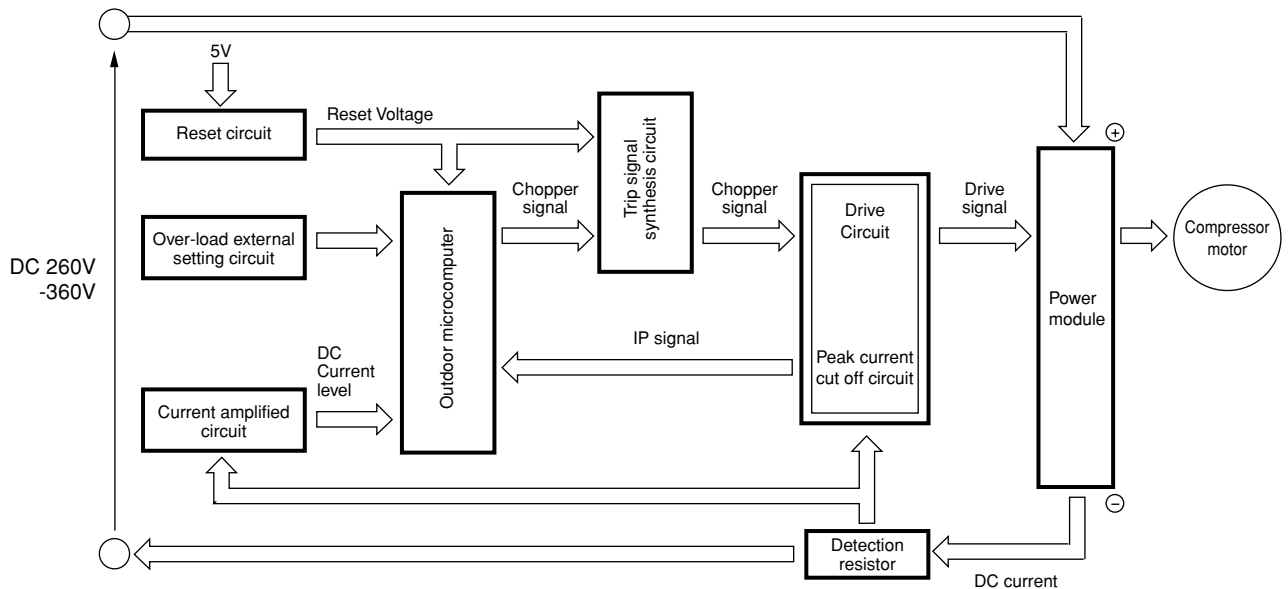 5V
Reset circuit
Reset Voltage
Trip signal
synthesis circuit
Over-load external
setting circuit
Outdoor microcomputer
Chopper
signal
Chopper
signal
Drive
Circuit
Drive
signal
⊕
Compressor
motor
DC 260V
-360V
Power
module
IP signal
Peak current
cut off circuit
DC
Current
level
Current amplified
circuit
⊖
Detection
resistor
DC current